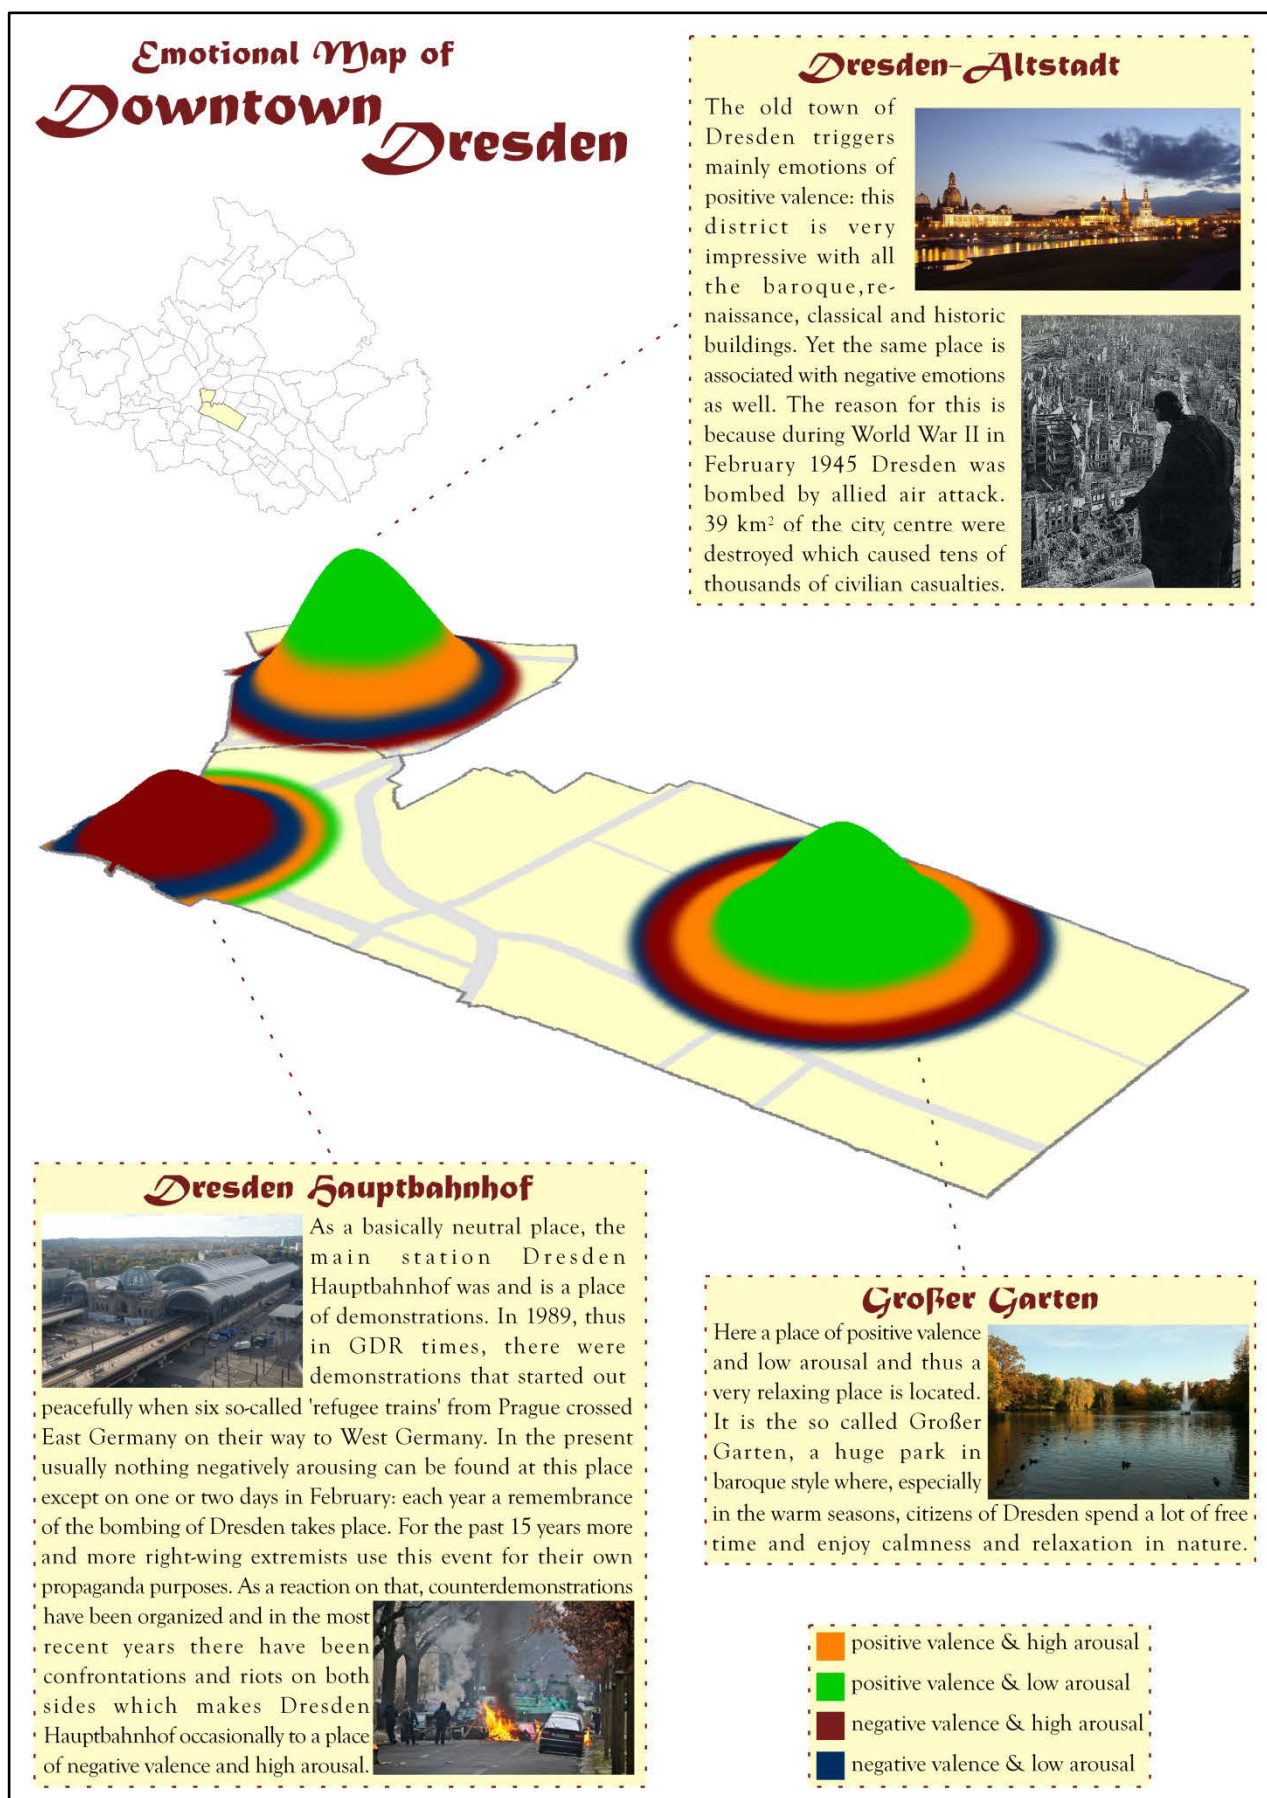 Emotional Map of
Downtown
Dresden
Dresden-Altstadt
The old town of
Dresden triggers
mainly emotions of
positive valence: this
district is very
impressive with all
the baroque,re-
naissance, classical and historic
buildings. Yet the same place is
associated with negative emotions
as well. The reason for this is
because during World War II in
February 1945 Dresden was
bombed by allied air attack.
39 km² of the city centre were
destroyed which caused tens of
thousands of civilian casualties.
Dresden Hauptbahnhof
As a basically neutral place, the
main station Dresden
Hauptbahnhof was and is a place
of demonstrations. In 1989, thus
in GDR times, there were
demonstrations that started out
peacefully when six so-called 'refugee trains' from Prague crossed
East Germany on their way to West Germany. In the present
usually nothing negatively arousing can be found at this place
except on one or two days in February: each year a remembrance
of the bombing of Dresden takes place. For the past 15 years more
and more right-wing extremists use this event for their own
propaganda purposes. As a reaction on that, counterdemonstrations
have been organized and in the most
recent years there have been
confrontations and riots on both
sides which makes Dresden
Hauptbahnhof occasionally to a place
of negative valence and high arousal.
Großer Garten
Here a place of positive valence
and low arousal and thus a
very relaxing place is located.
It is the so called Großer
Garten, a huge park in
baroque style where, especially
in the warm seasons, citizens of Dresden spend a lot of free
time and enjoy calmness and relaxation in nature.
positive valence & high arousal
positive valence & low arousal
negative valence & high arousal
negative valence & low arousal